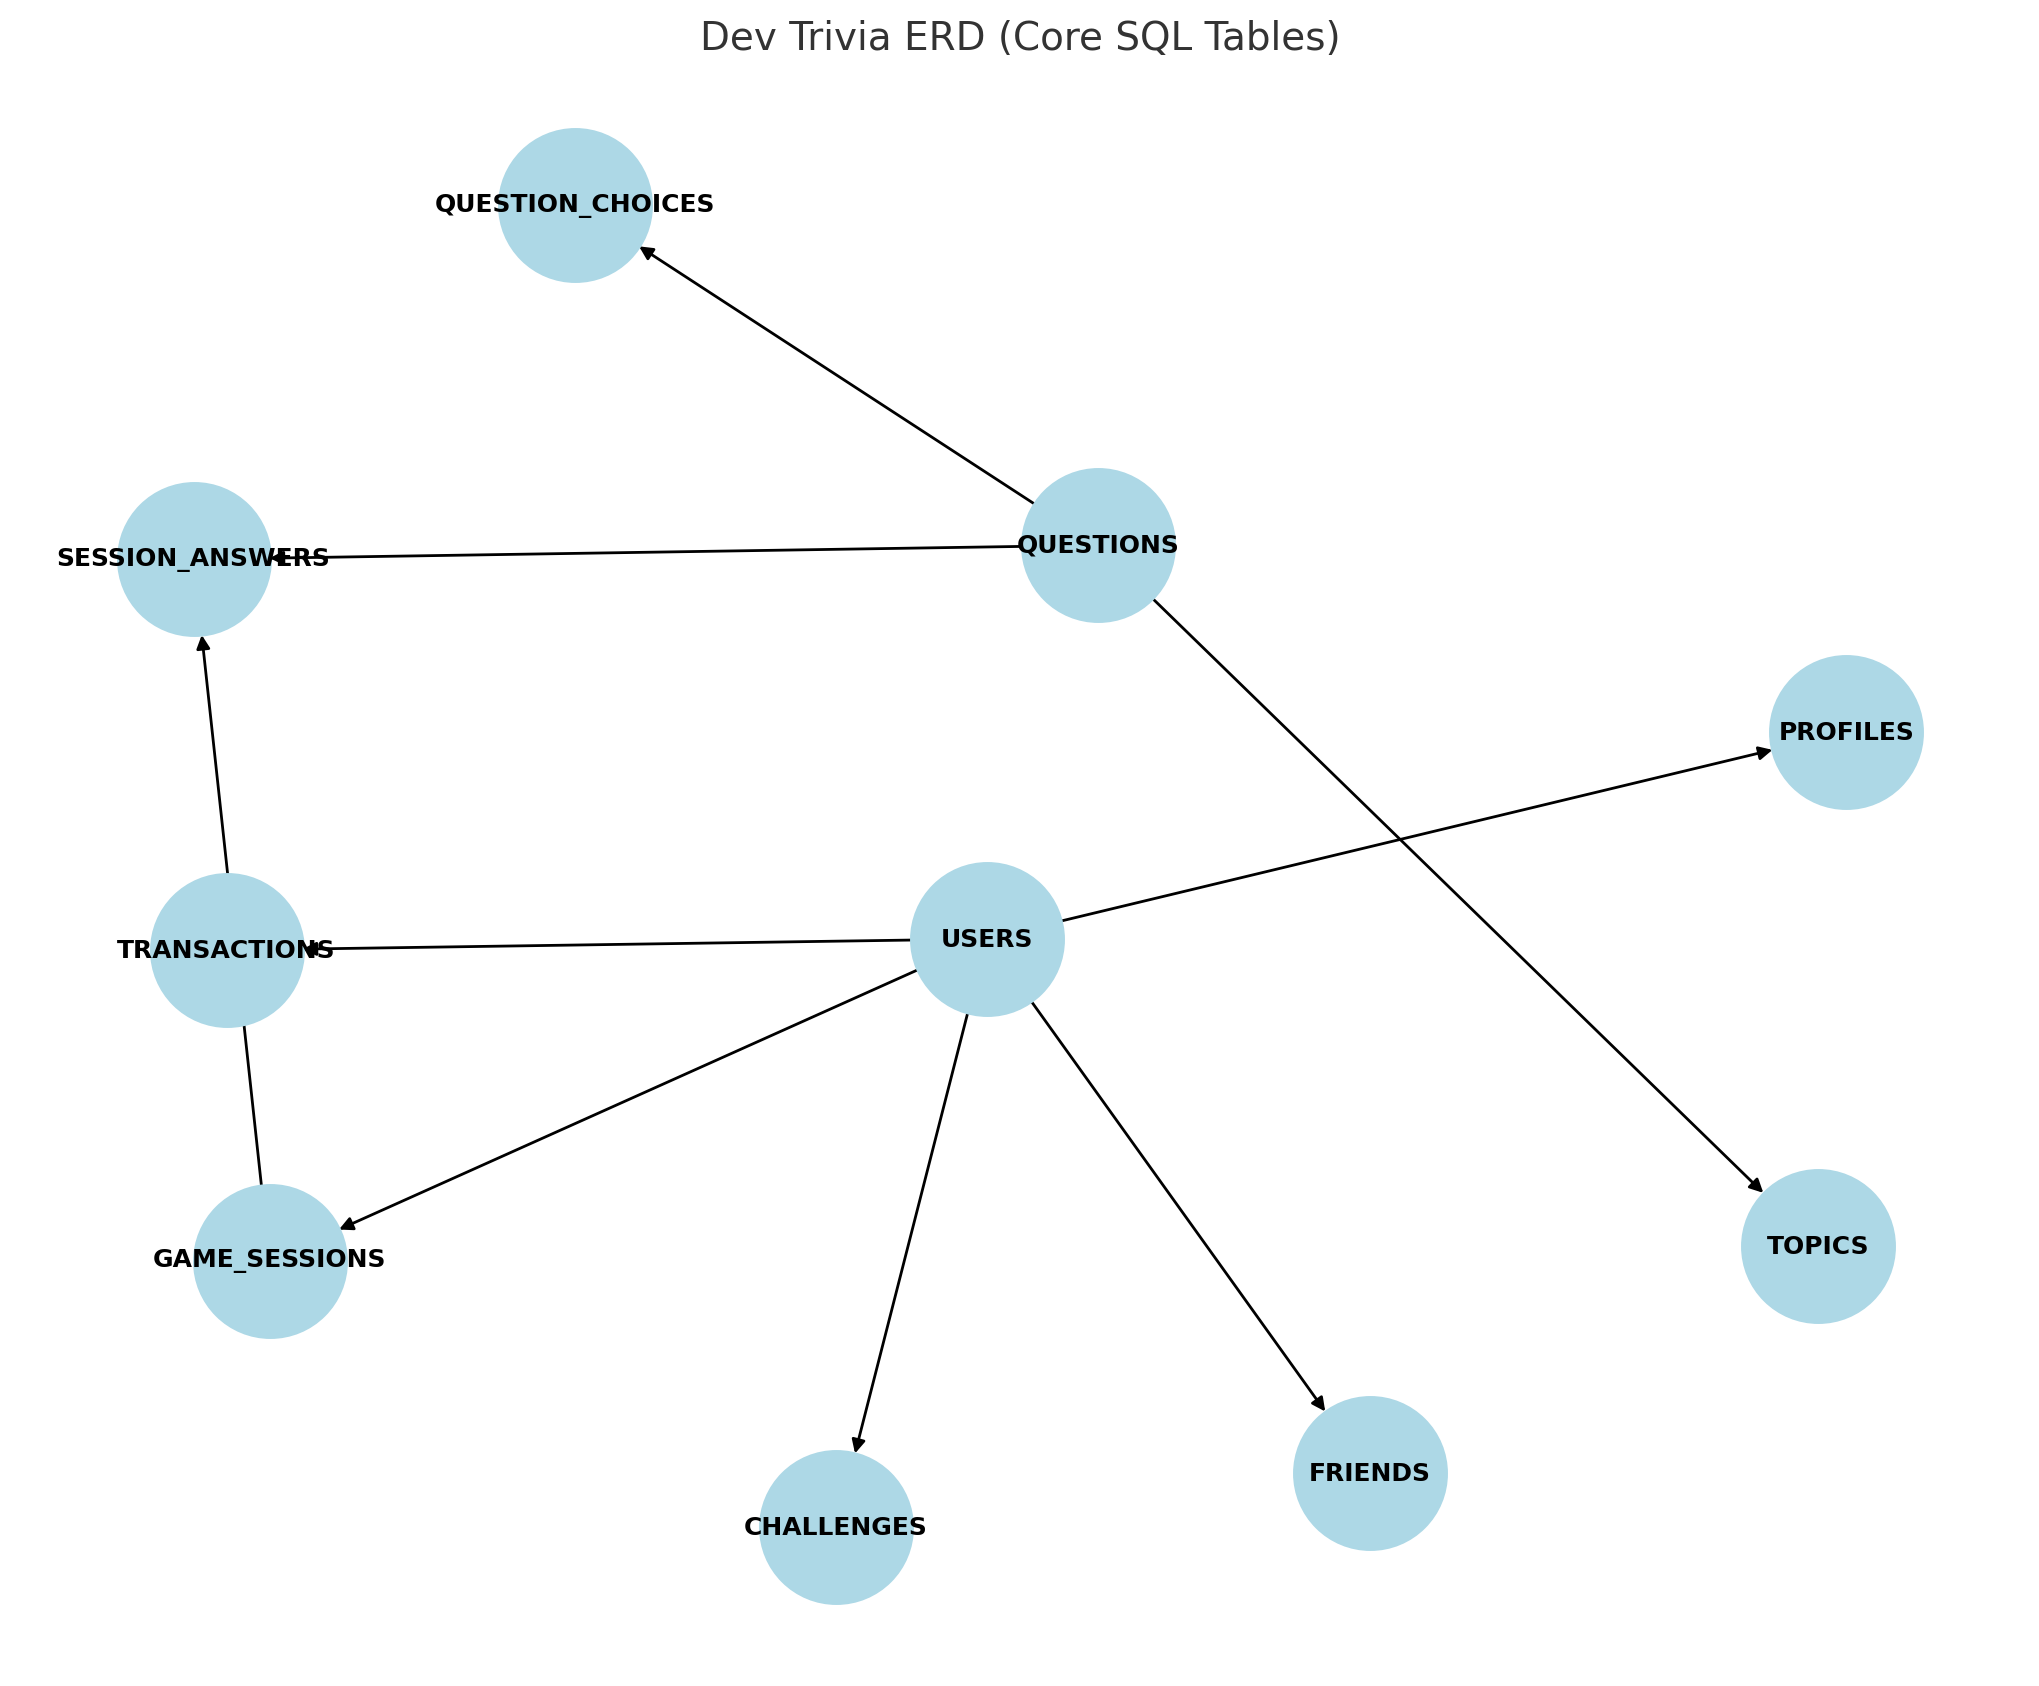 Dev Trivia ERD (Core SQL Tables)
QUESTION_CHOICES
QUESTIONS
SESSION_ANSWERS
PROFILES
USERS
TRANSACTIONS
TOPICS
GAME_SESSIONS
FRIENDS
CHALLENGES